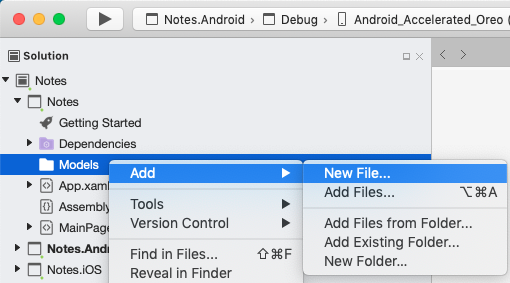 Notes.Android > Debug > Android_Accelerated_Oreo (
Solution
Notes
Notes
Getting Started
Dependencies
Models
Add
New File...
App.xaml
Add Files... ⌥⌘A
Assembly
Tools
MainPage
Version Control
Add Files from Folder...
Notes.Andr
Add Existing Folder...
Find in Files... ⇧⌘F
New Folder...
Notes.iOS
Reveal in Finder